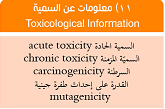 (١١) معلومات عن السمية
Toxicological Information
السمية الحادة acute toxicity
السميّة المزمنة chronic toxicity
السرطنة carcinogenicity
القدرة على إحداث طفرة جينية
mutagenicity